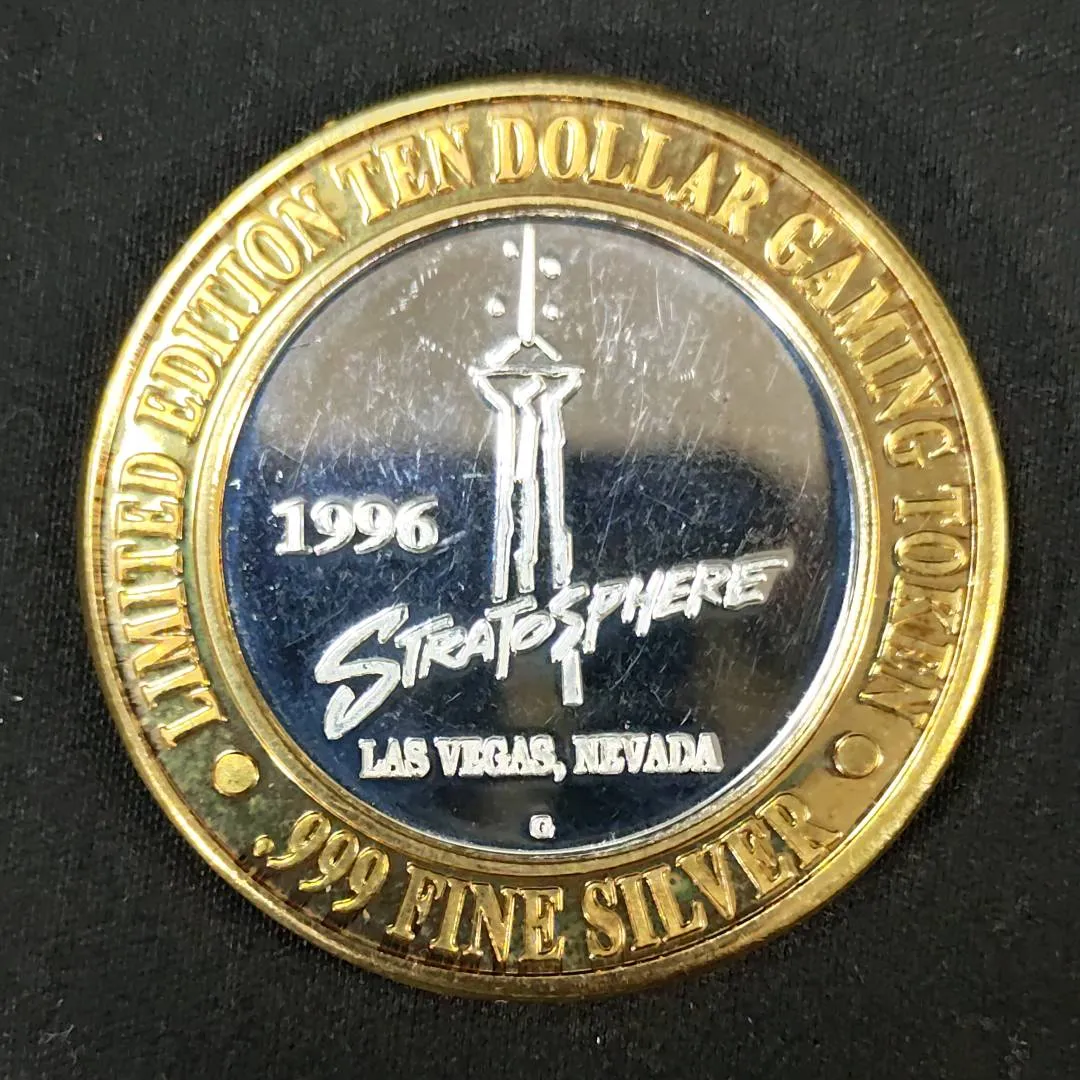 LIMITED EDITION TEN DOLLAR GAMING TOKEN
1996
STRATOSPHERE
LAS VEGAS, NEVADA
G
.999 FINE SILVER